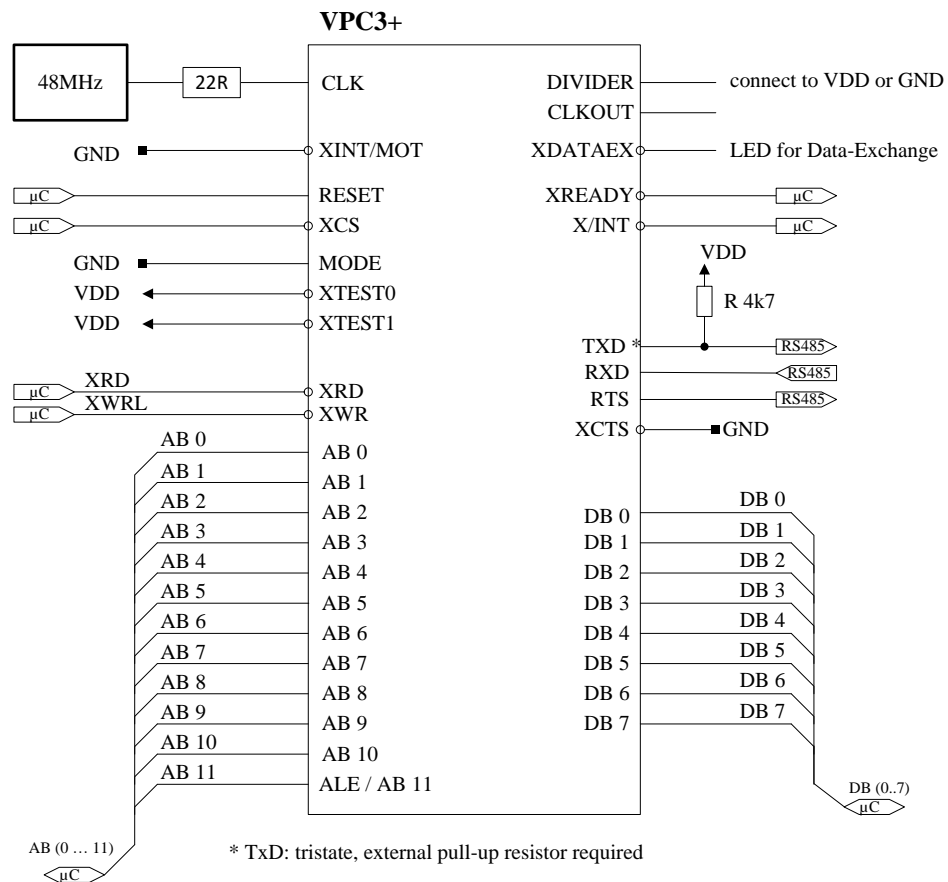 VPC3+
48MHz 22R CLK DIVIDER connect to VDD or GND
CLKOUT
GND XINT/MOT XDATAEX LED for Data-Exchange
µC RESET XREADY µC
µC XCS X/INT µC
VDD
GND MODE
VDD XTEST0 R 4k7
VDD XTEST1
TXD * RS485
RXD RS485
XRD XRD RTS RS485
µC
XWRL XWR
µC
XCTS GND
AB 0 AB 0
AB 1 AB 1
AB 2 AB 2 DB 0 DB 0
AB 3 AB 3 DB 1 DB 1
AB 4 AB 4 DB 2 DB 2
AB 5 AB 5 DB 3 DB 3
AB 6 AB 6 DB 4 DB 4
AB 7 AB 7 DB 5 DB 5
AB 8 AB 8 DB 6 DB 6
AB 9 AB 9 DB 7 DB 7
AB 10 AB 10
AB 11 ALE / AB 11
DB (0..7)
µC
AB (0 ... 11)
µC
* TxD: tristate, external pull-up resistor required